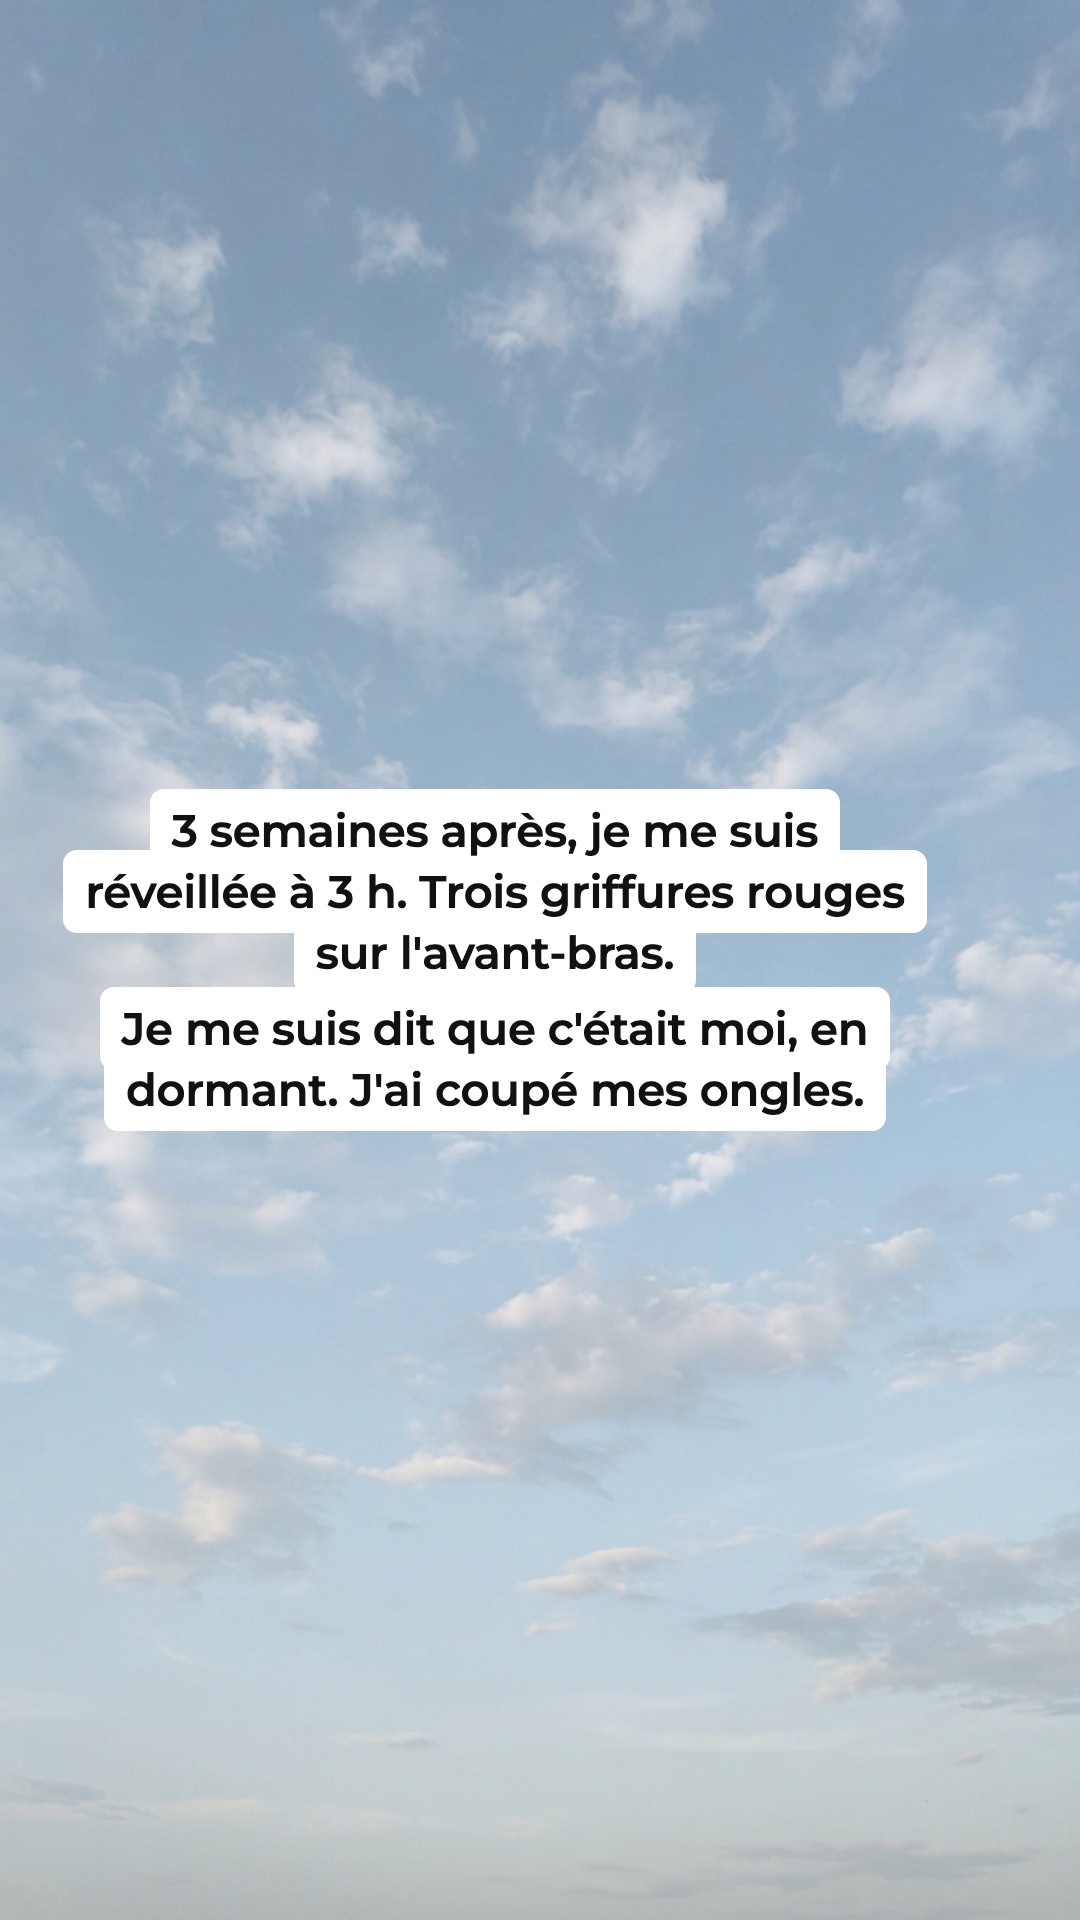 3 semaines après, je me suis
réveillée à 3 h. Trois griffures rouges
sur l'avant-bras.
Je me suis dit que c'était moi, en
dormant. J'ai coupé mes ongles.